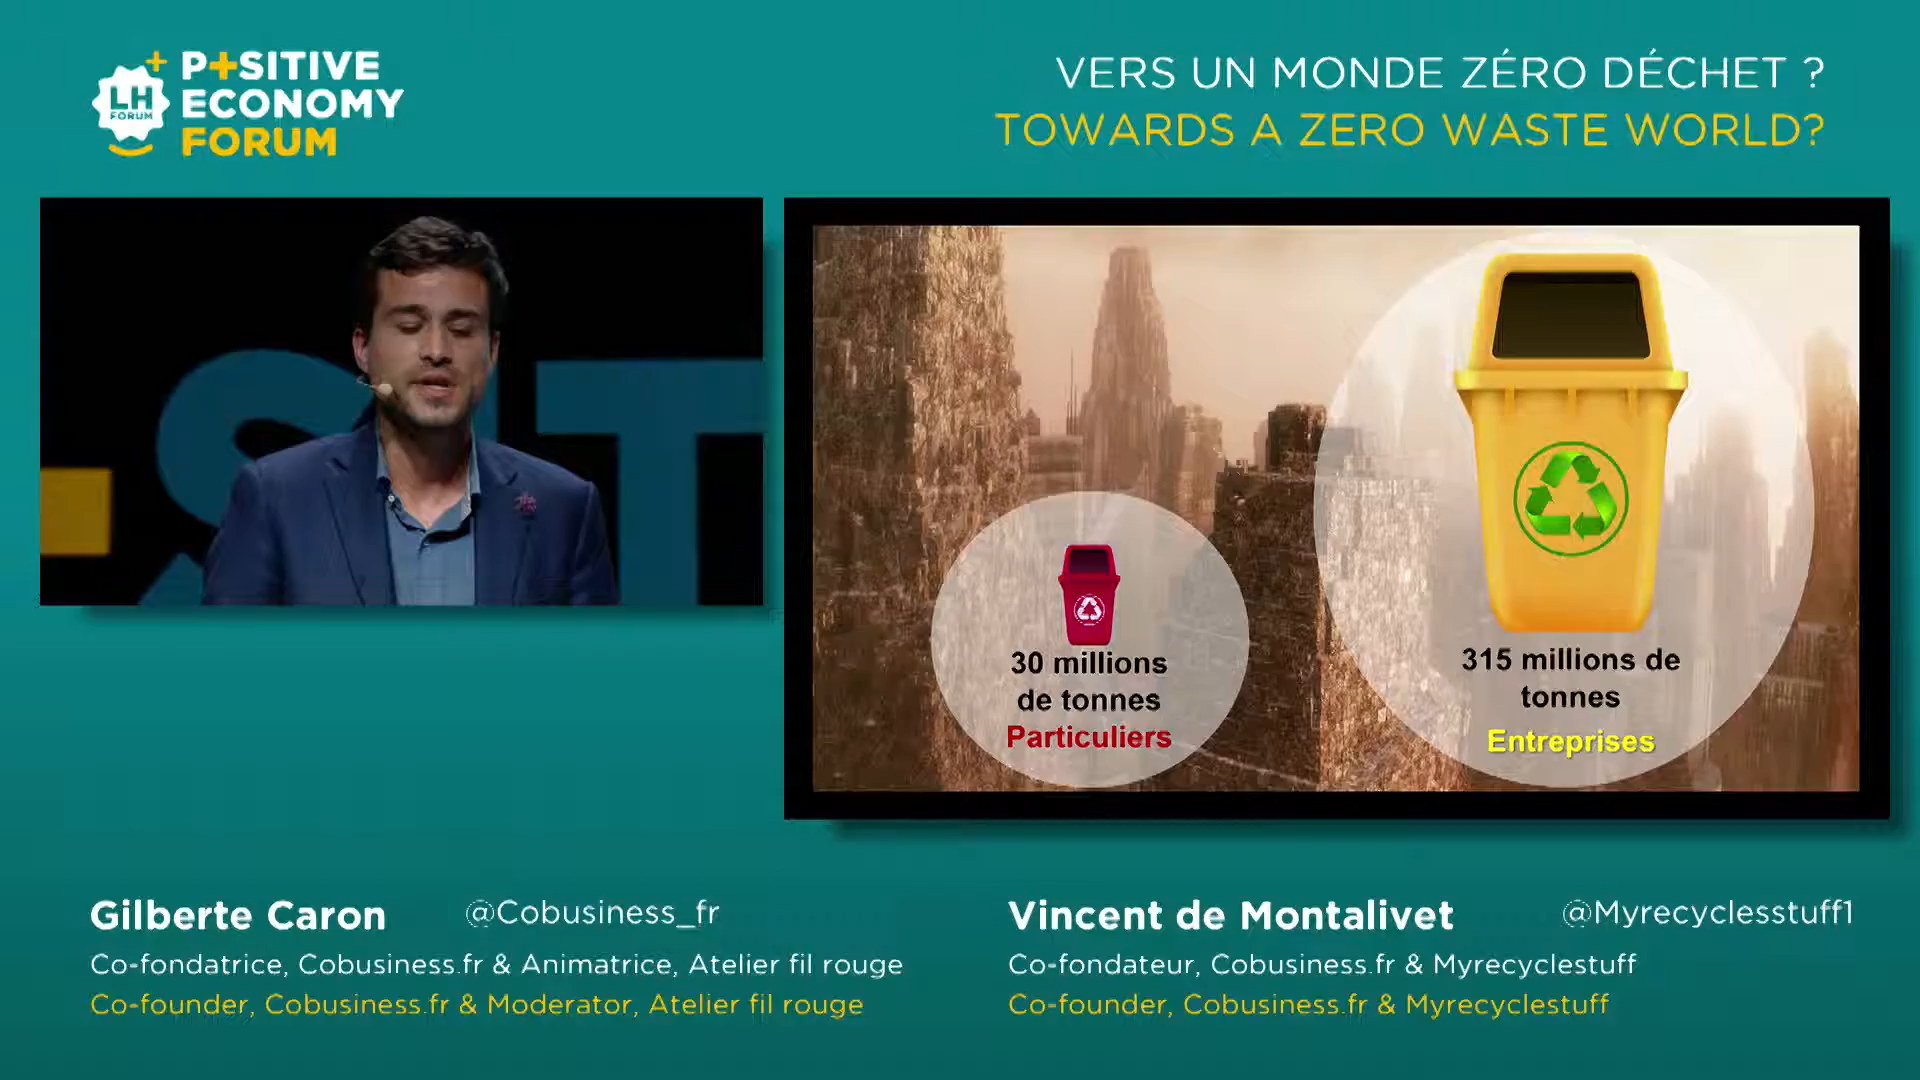 LH
FORUM
P+SITIVE
ECONOMY
FORUM
VERS UN MONDE ZÉRO DÉCHET ?
TOWARDS A ZERO WASTE WORLD?
SIT
30 millions
de tonnes
Particuliers
315 millions de
tonnes
Entreprises
Gilberte Caron @Cobusiness_fr
Co-fondatrice, Cobusiness.fr & Animatrice, Atelier fil rouge
Co-founder, Cobusiness.fr & Moderator, Atelier fil rouge
Vincent de Montalivet @Myrecyclesstuff1
Co-fondateur, Cobusiness.fr & Myrecyclestuff
Co-founder, Cobusiness.fr & Myrecyclestuff